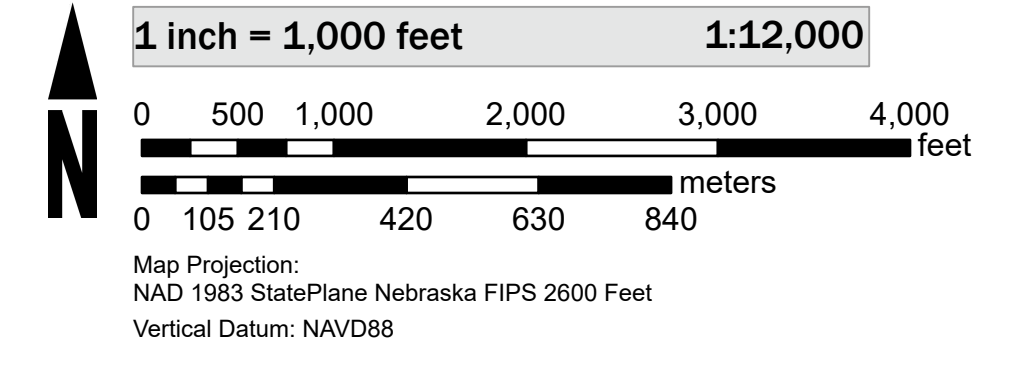 1 inch = 1,000 feet 1:12,000
0 500 1,000 2,000 3,000 4,000
feet
meters
0 105 210 420 630 840
N
Map Projection:
NAD 1983 StatePlane Nebraska FIPS 2600 Feet
Vertical Datum: NAVD88